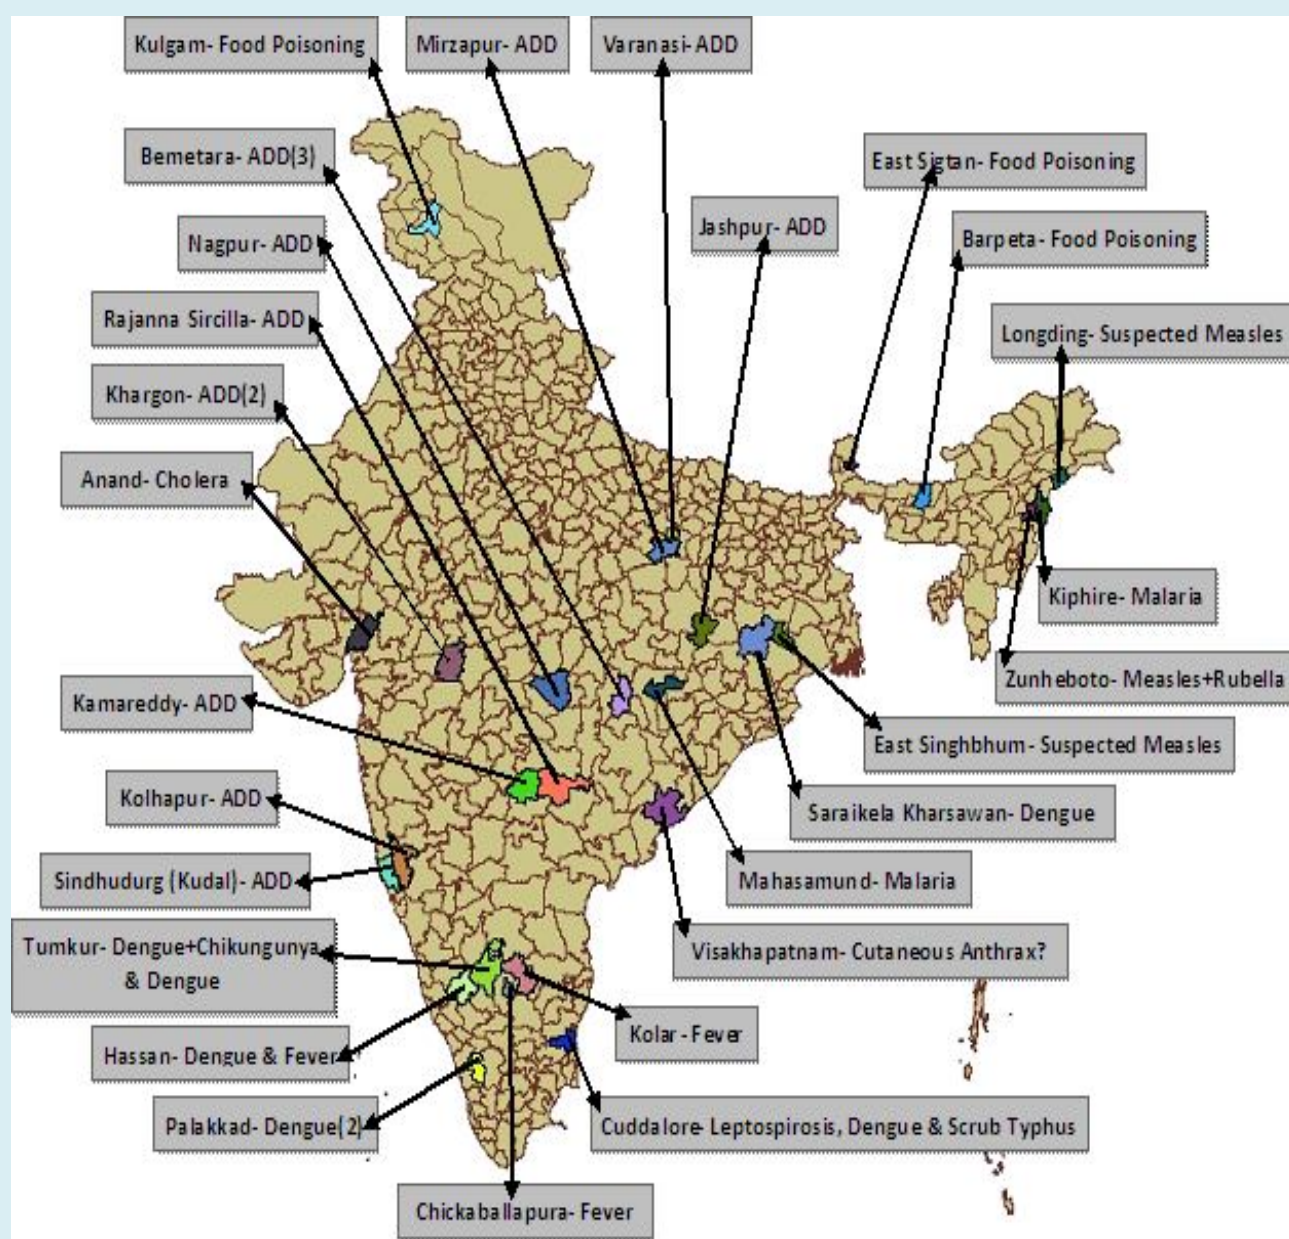 Kulgam- Food Poisoning
Mirzapur- ADD
Varanasi- ADD
Bemetara- ADD(3)
East Sigtan- Food Poisoning
Nagpur- ADD
Jashpur- ADD
Barpeta- Food Poisoning
Rajanna Sircilla- ADD
Longding- Suspected Measles
Khargon- ADD(2)
Anand- Cholera
Kiphire- Malaria
Zunheboto- Measles+Rubella
Kamareddy- ADD
East Singhbhum- Suspected Measles
Kolhapur- ADD
Saraikela Kharsawan- Dengue
Sindhudurg (Kudal)- ADD
Mahasamund- Malaria
Tumkur- Dengue+Chikungunya
& Dengue
Visakhapatnam- Cutaneous Anthrax?
Kolar- Fever
Hassan- Dengue & Fever
Palakkad- Dengue(2)
Cuddalore- Leptospirosis, Dengue & Scrub Typhus
Chickaballapura- Fever